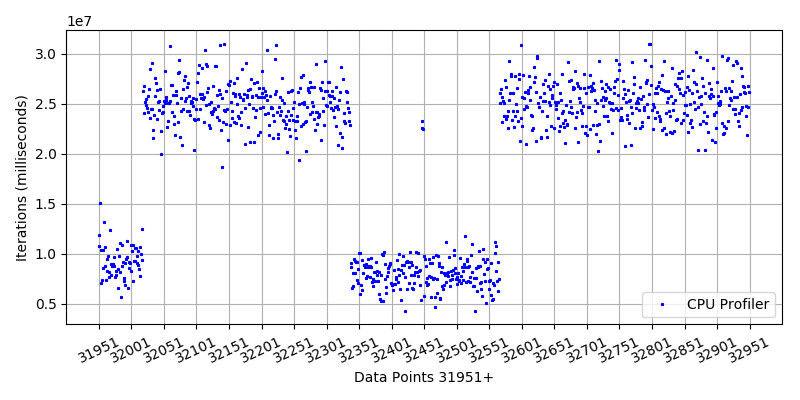 1e7
3.0
2.5
2.0
1.5
1.0
0.5
Iterations (milliseconds)
CPU Profiler
31951 32001 32051 32101 32151 32201 32251 32301 32351 32401 32451 32501 32551 32601 32651 32701 32751 32801 32851 32901 32951
Data Points 31951+